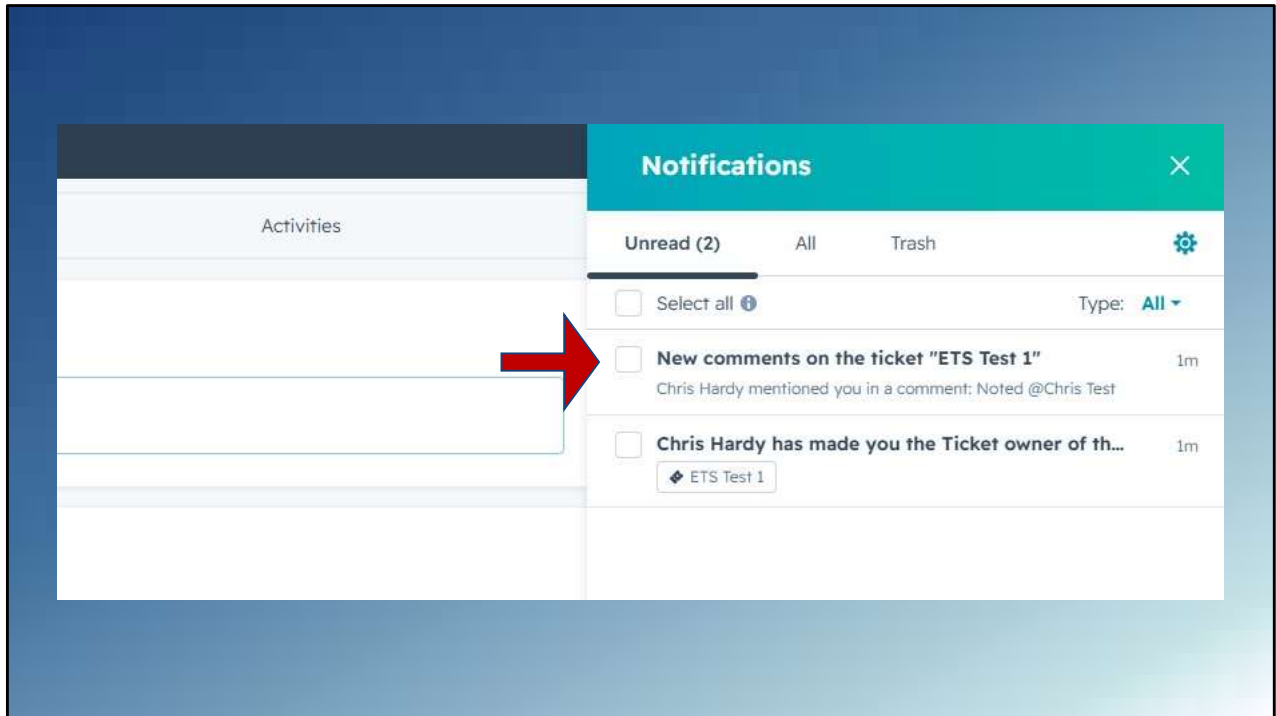 Notifications
Activities
Unread (2) All Trash
Select all Type: All
New comments on the ticket "ETS Test 1" 1m
Chris Hardy mentioned you in a comment: Noted @Chris Test
Chris Hardy has made you the Ticket owner of th... 1m
ETS Test 1